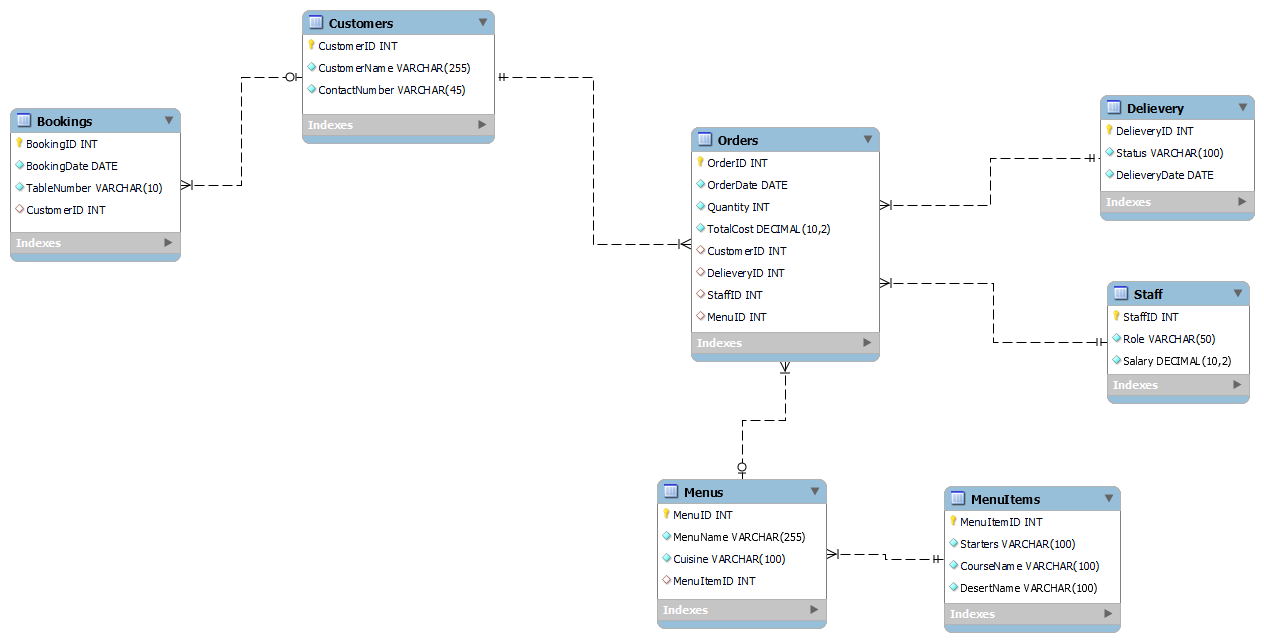 Customers
CustomerID INT
CustomerName VARCHAR(255)
ContactNumber VARCHAR(45)
Indexes
Bookings
BookingID INT
BookingDate DATE
TableNumber VARCHAR(10)
CustomerID INT
Indexes
Orders
OrderID INT
OrderDate DATE
Quantity INT
TotalCost DECIMAL(10,2)
CustomerID INT
DelieveryID INT
StaffID INT
MenuID INT
Indexes
Delievery
DelieveryID INT
Status VARCHAR(100)
DelieveryDate DATE
Indexes
Staff
StaffID INT
Role VARCHAR(50)
Salary DECIMAL(10,2)
Indexes
Menus
MenuID INT
MenuName VARCHAR(255)
Cuisine VARCHAR(100)
MenuItemID INT
Indexes
MenuItems
MenuItemID INT
Starters VARCHAR(100)
CourseName VARCHAR(100)
DesertName VARCHAR(100)
Indexes